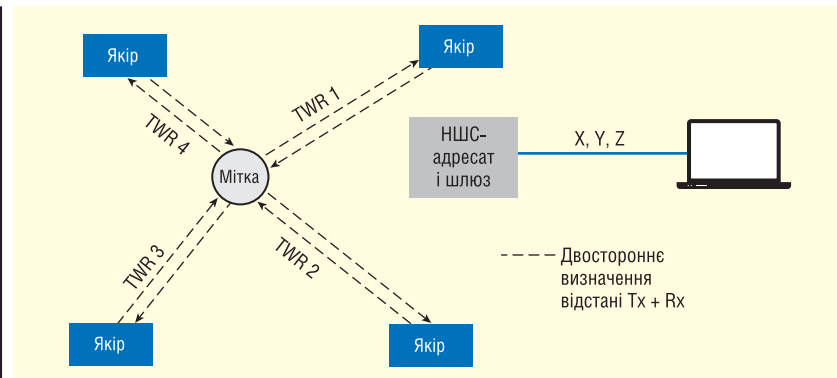 Якір
Якір
TWR 1
TWR 4
Мітка
НШС-
адресат
і шлюз
X, Y, Z
TWR 3
TWR 2
Двостороннє
визначення
відстані Tx + Rx
Якір
Якір